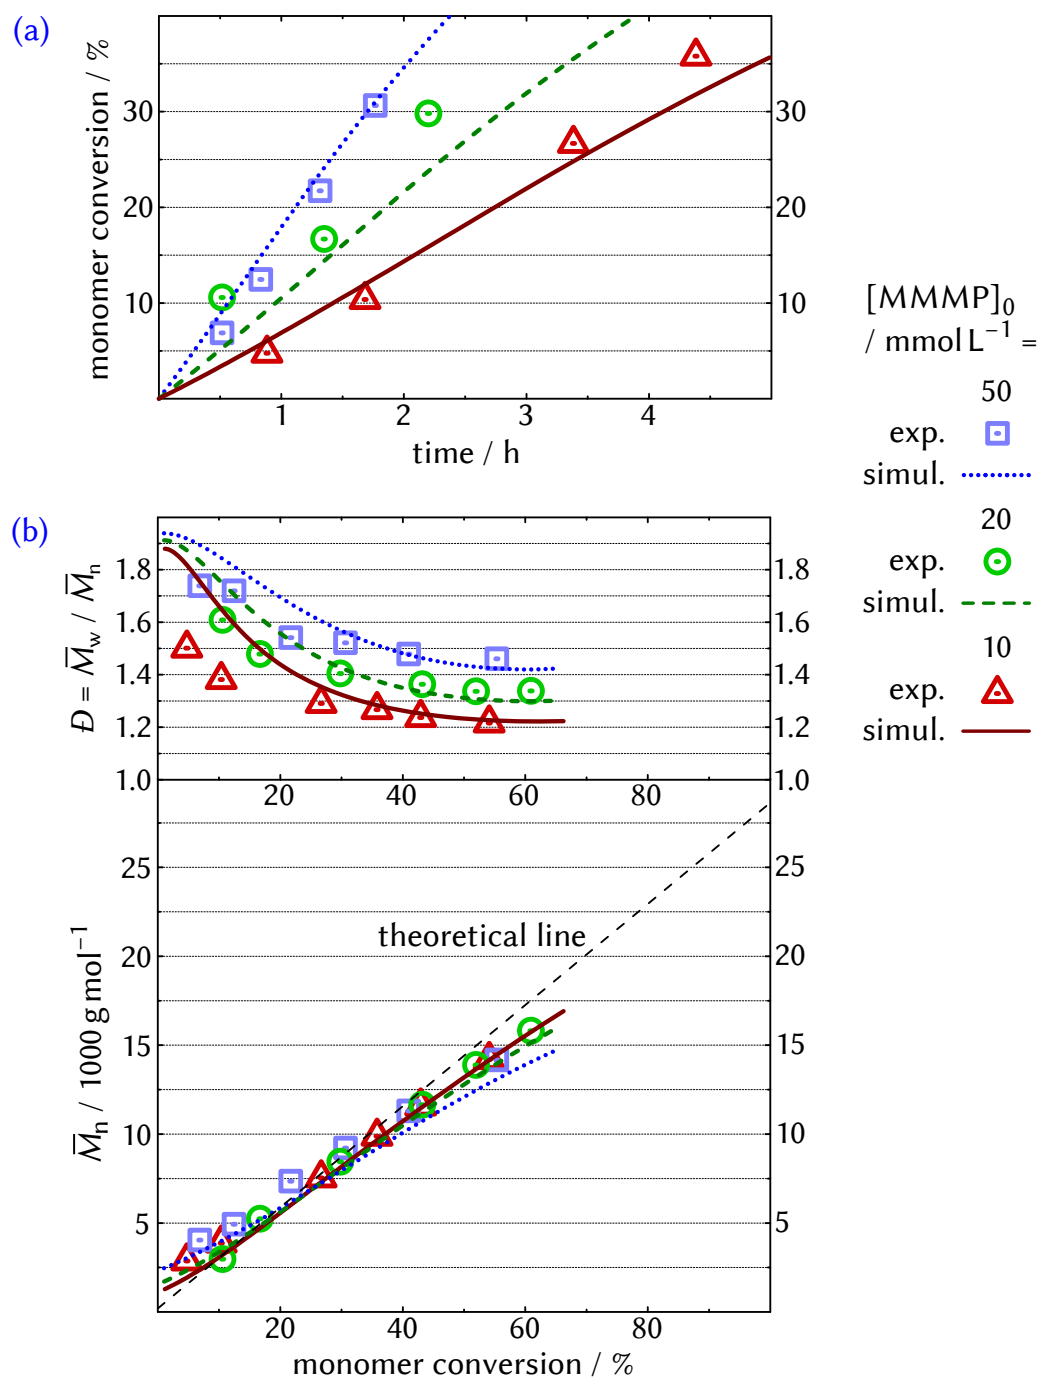 (a)
monomer conversion / %
30
20
10
30
20
10
1 2 3 4
time / h
[MMMP]₀
/ mmol L⁻¹ =
50
exp.
simul.
20
exp.
simul.
10
exp.
simul.
(b)
Đ = M̅w / M̅n
1.8
1.6
1.4
1.2
1.0
1.8
1.6
1.4
1.2
1.0
20 40 60 80
M̅n / 1000 g mol⁻¹
25
20
15
10
5
25
20
15
10
5
theoretical line
20 40 60 80
monomer conversion / %